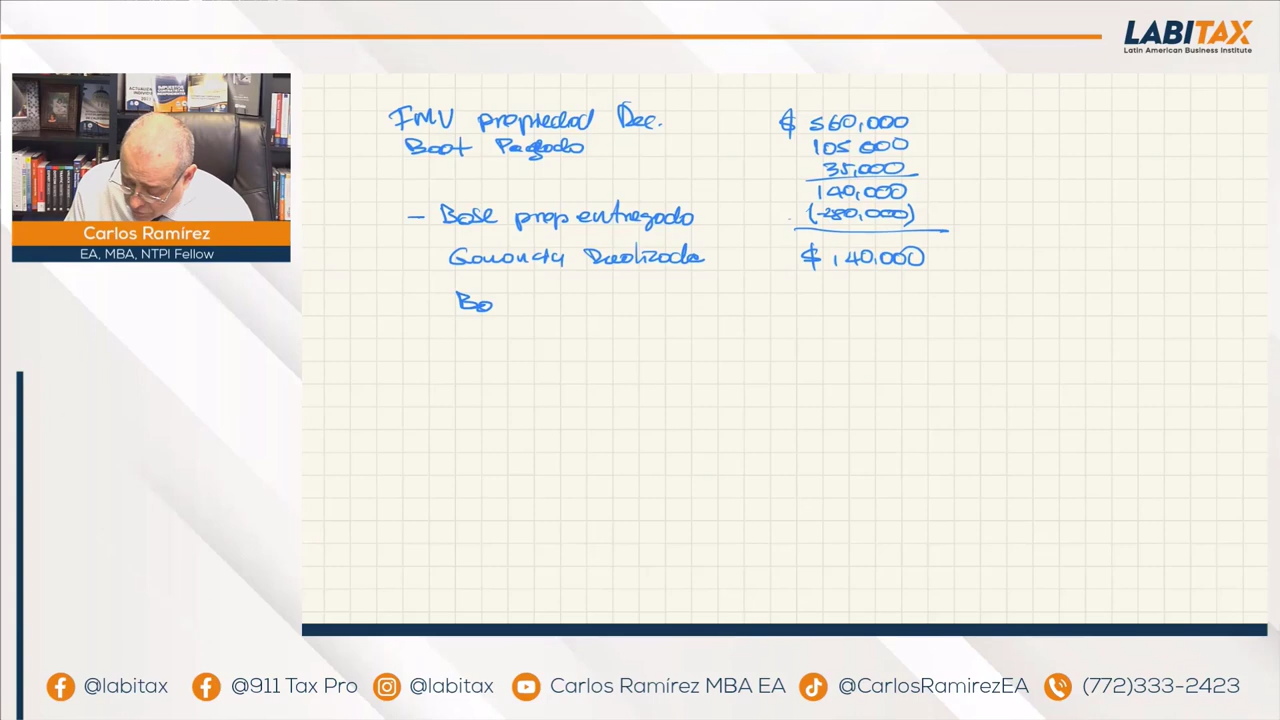 LABITAX
Latin American Business Institute
FMV propiedad Rec. $ 560,000
Boot Pagado 105 000
35,000
140,000
- Base prop entregado (-280,000)
Ganancia Realizada $ 140,000
Bo
Carlos Ramírez
EA, MBA, NTPI Fellow
@labitax @911 Tax Pro @labitax Carlos Ramírez MBA EA @CarlosRamirezEA (772)333-2423